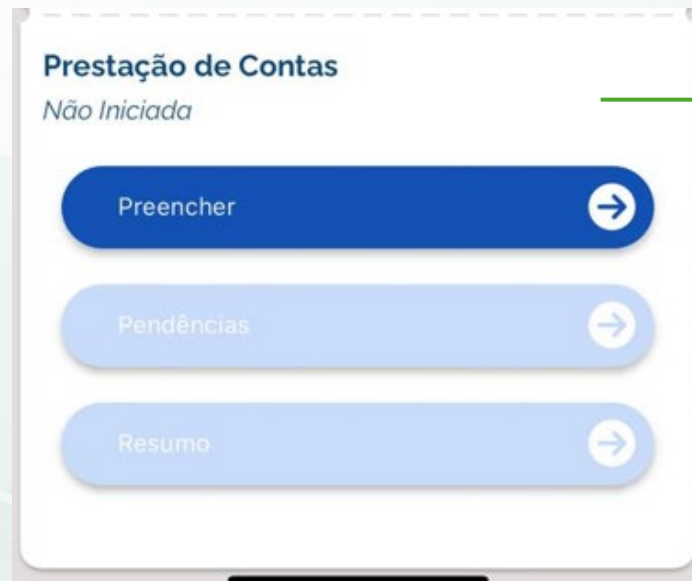 Prestação de Contas
Não Iniciada
Preencher
Pendências
Resumo